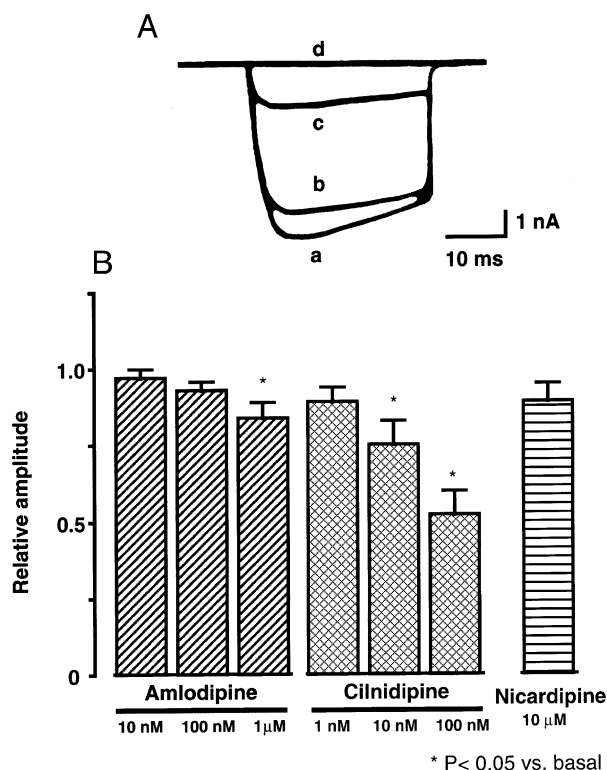 A
d
c
b
a
1 nA
10 ms
B
Relative amplitude
1.0
0.5
0
*
*
*
Amlodipine
Cilnidipine
Nicardipine
10 nM 100 nM 1µM
1 nM 10 nM 100 nM
10 µM
* P< 0.05 vs. basal